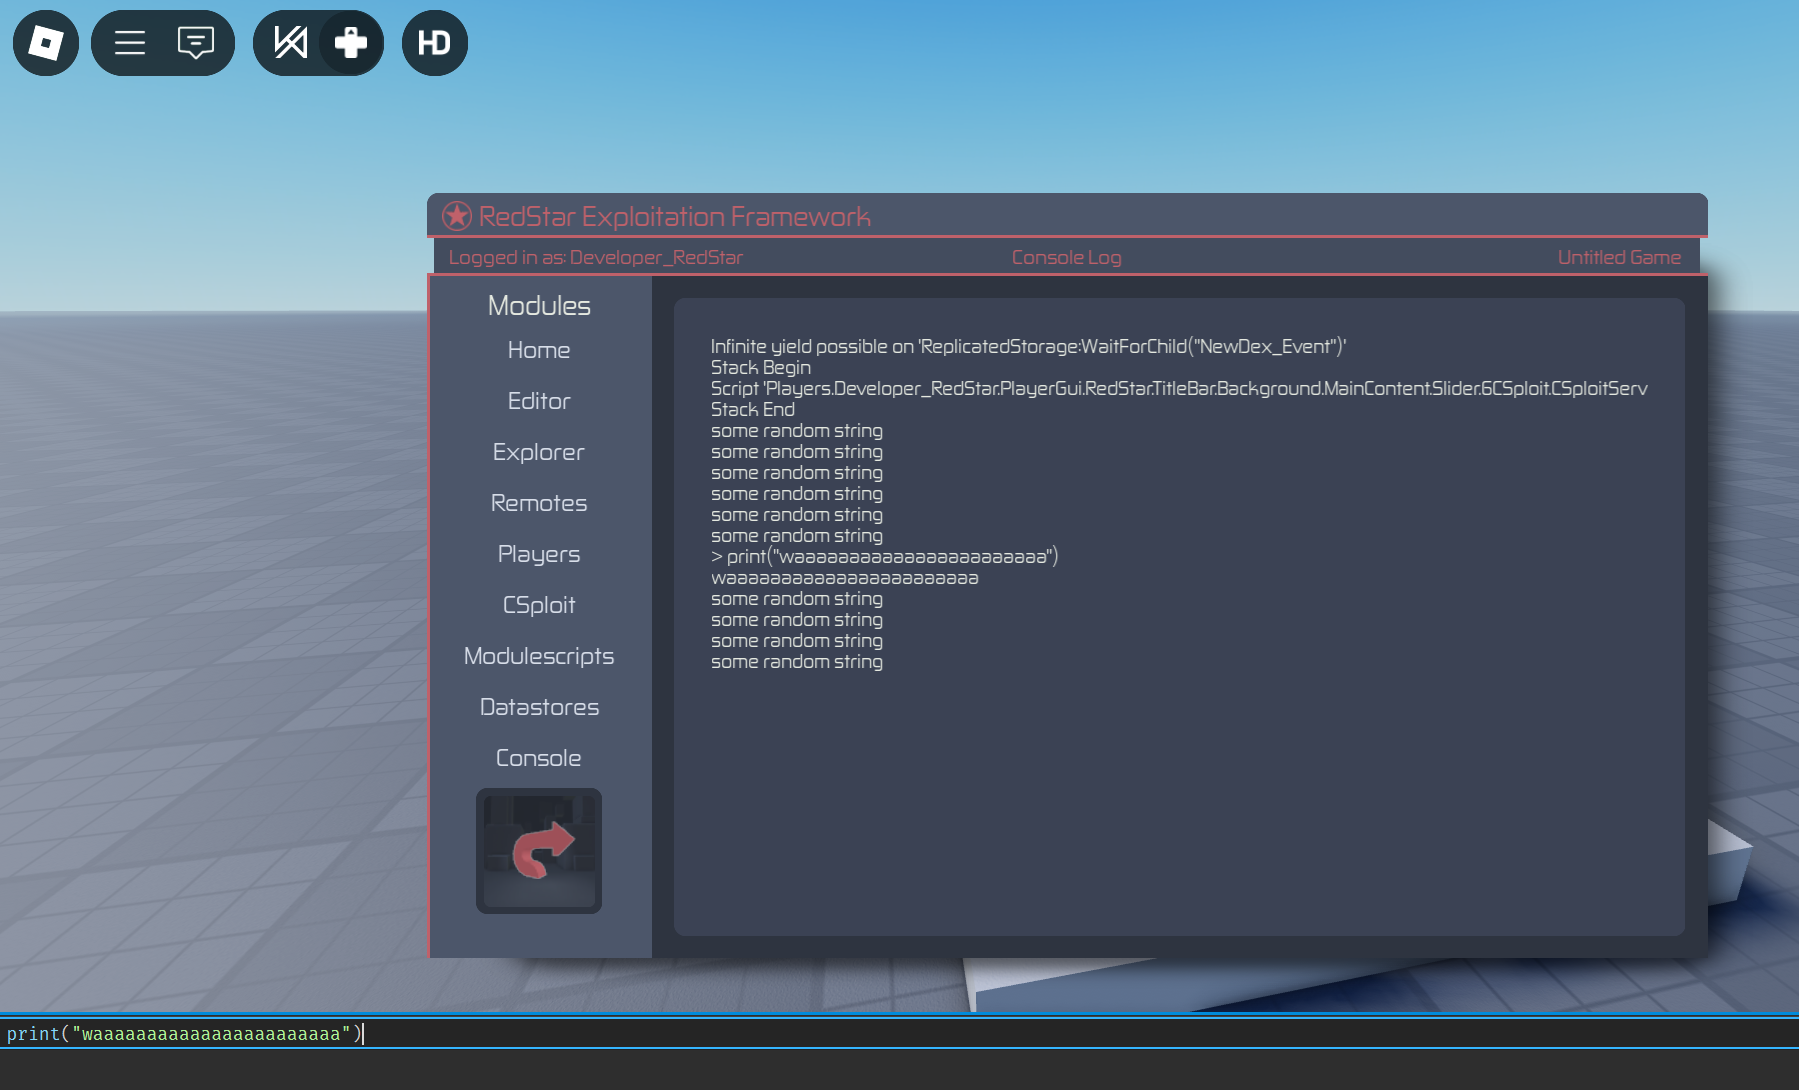 HD
RedStar Exploitation Framework
Logged in as: Developer_RedStar
Console Log
Untitled Game
Modules
Home
Editor
Explorer
Remotes
Players
CSploit
Modulescripts
Datastores
Console
Infinite yield possible on 'ReplicatedStorage:WaitForChild("NewDex_Event")'
Stack Begin
Script 'Players.Developer_RedStar.PlayerGui.RedStar.TitleBar.Background.MainContent.Slider.6CSploit.CSploitServ
Stack End
some random string
some random string
some random string
some random string
some random string
some random string
> print("waaaaaaaaaaaaaaaaaaaaaaa")
waaaaaaaaaaaaaaaaaaaaaaa
some random string
some random string
some random string
some random string
print("waaaaaaaaaaaaaaaaaaaaaaa")